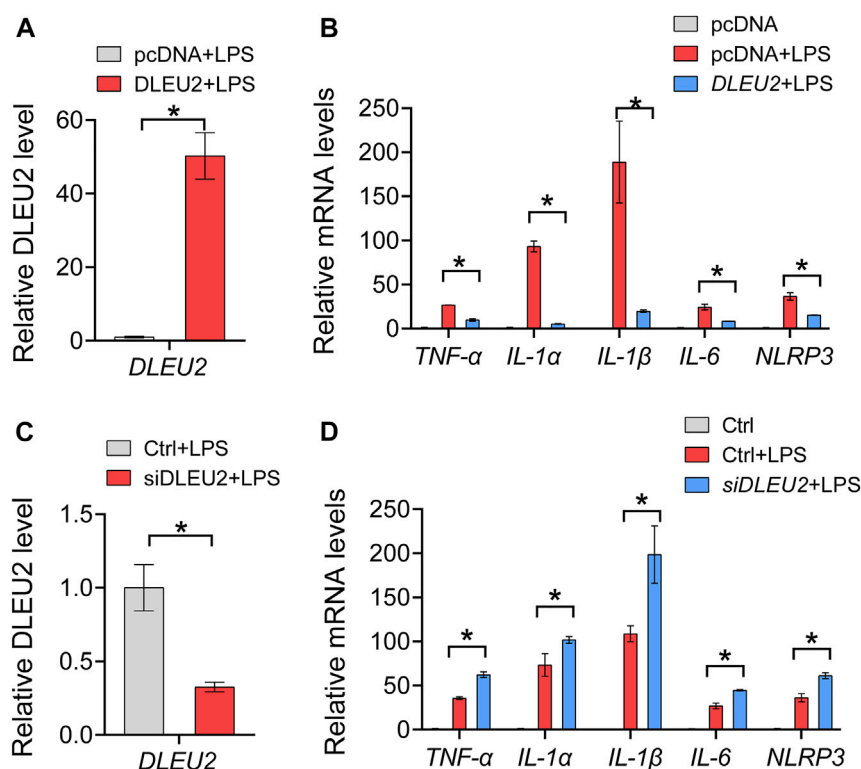 A
pcDNA+LPS
DLEU2+LPS
Relative DLEU2 level
60
40
20
0
*
DLEU2
B
pcDNA
pcDNA+LPS
DLEU2+LPS
Relative mRNA levels
250
200
150
100
50
0
*
*
*
*
*
TNF-α IL-1α IL-1β IL-6 NLRP3
C
Ctrl+LPS
siDLEU2+LPS
Relative DLEU2 level
1.5
1.0
0.5
0.0
*
DLEU2
D
Ctrl
Ctrl+LPS
siDLEU2+LPS
Relative mRNA levels
250
200
150
100
50
0
*
*
*
*
*
TNF-α IL-1α IL-1β IL-6 NLRP3